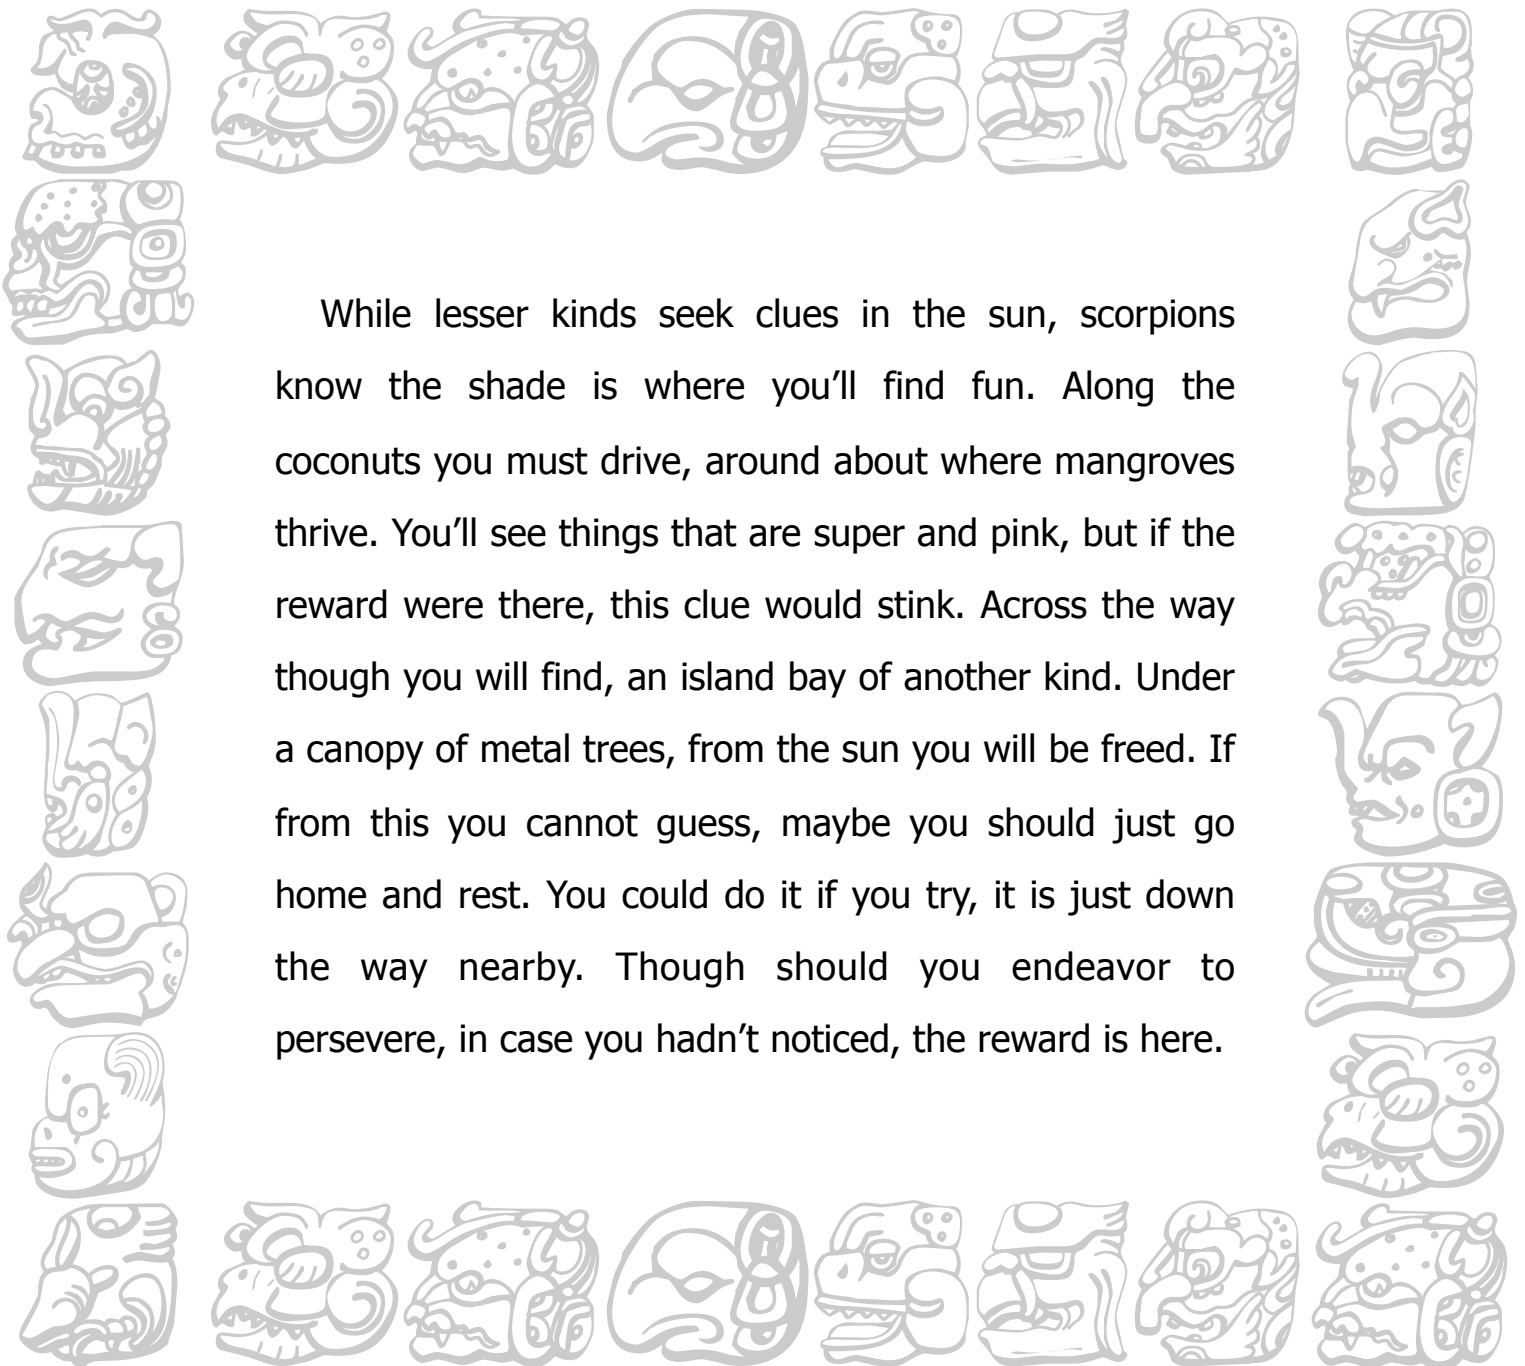 While lesser kinds seek clues in the sun, scorpions
know the shade is where you’ll find fun. Along the
coconuts you must drive, around about where mangroves
thrive. You’ll see things that are super and pink, but if the
reward were there, this clue would stink. Across the way
though you will find, an island bay of another kind. Under
a canopy of metal trees, from the sun you will be freed. If
from this you cannot guess, maybe you should just go
home and rest. You could do it if you try, it is just down
the way nearby. Though should you endeavor to
persevere, in case you hadn’t noticed, the reward is here.